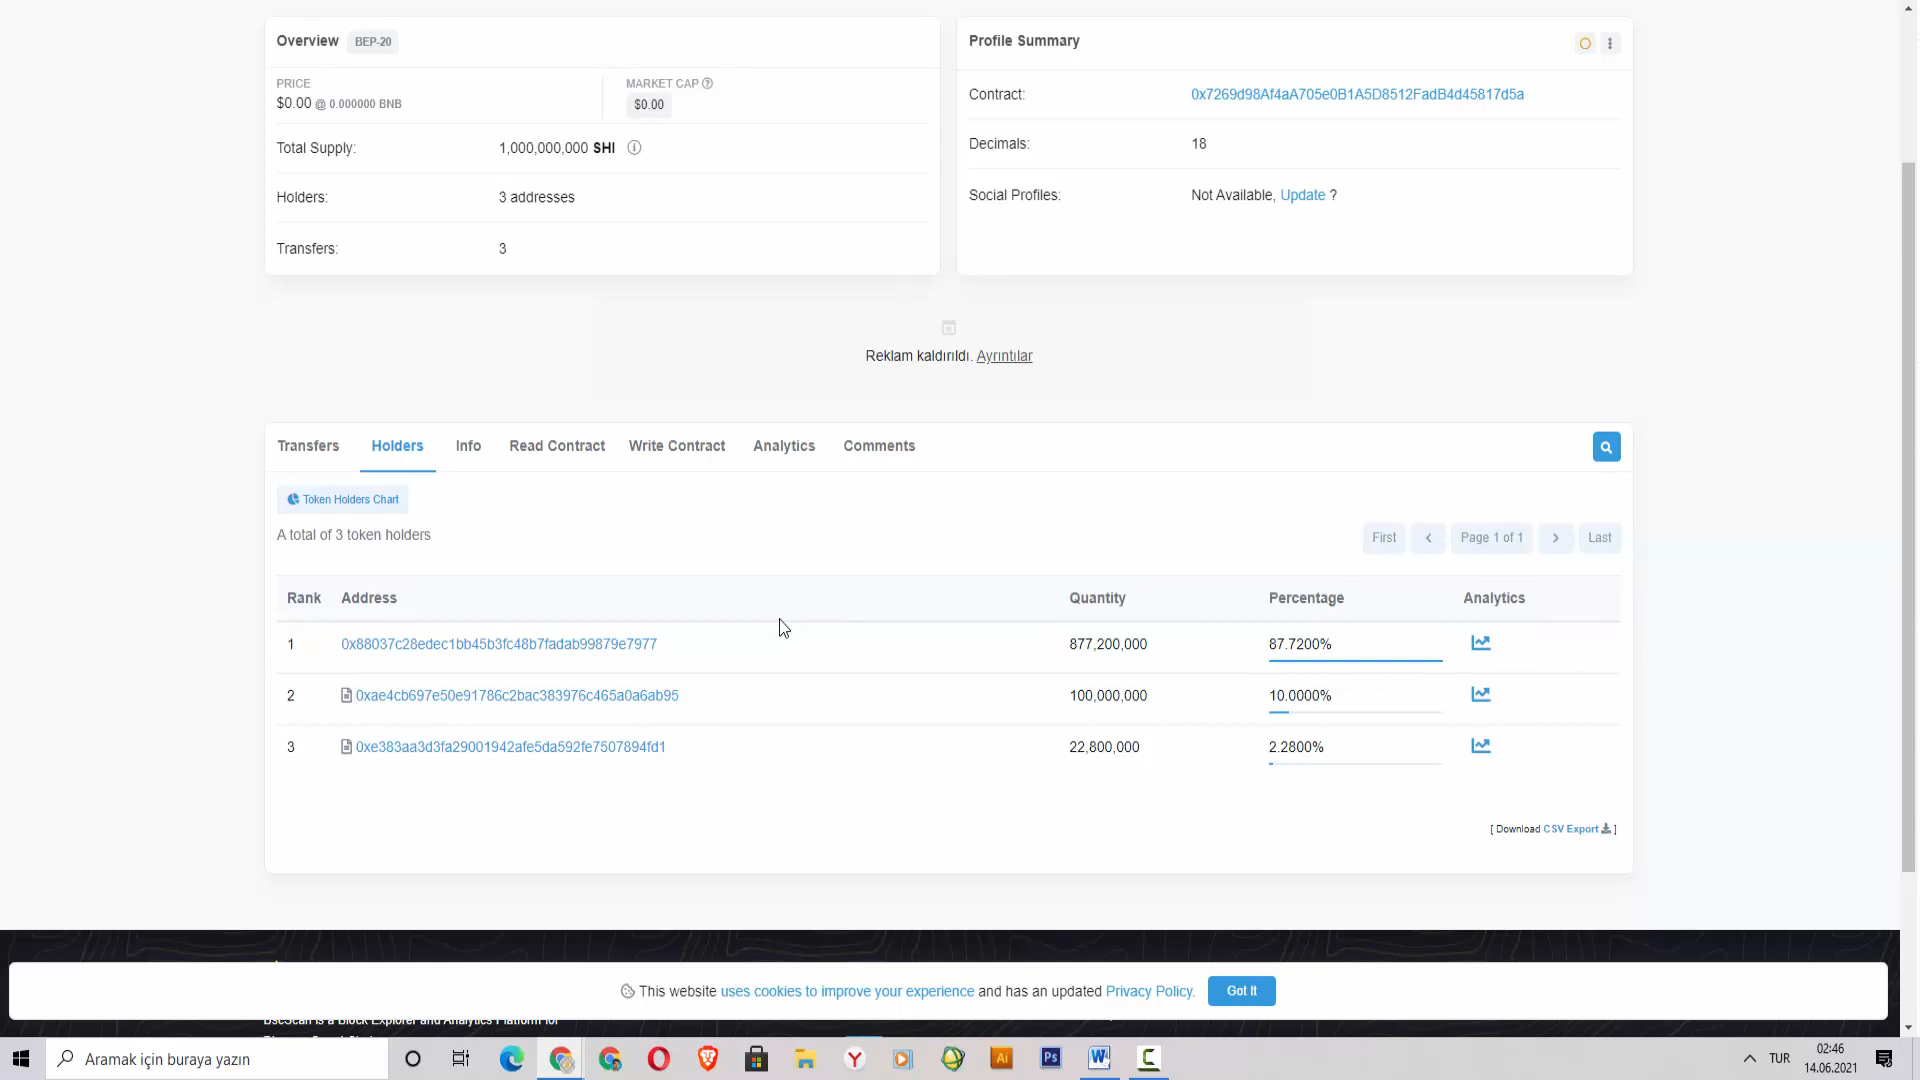 Overview BEP-20
PRICE
$0.00 @ 0.000000 BNB
MARKET CAP
$0.00
Total Supply: 1,000,000,000 SHI
Holders: 3 addresses
Transfers: 3
Profile Summary
Contract: 0x7269d98Af4aA705e0B1A5D8512FadB4d45817d5a
Decimals: 18
Social Profiles: Not Available, Update ?
Reklam kaldırıldı. Ayrıntılar
Transfers Holders Info Read Contract Write Contract Analytics Comments
Token Holders Chart
A total of 3 token holders
First Page 1 of 1 Last
Rank Address Quantity Percentage Analytics
1 0x88037c28edec1bb45b3fc48b7fadab99879e7977 877,200,000 87.7200%
2 0xae4cb697e50e91786c2bac383976c465a0a6ab95 100,000,000 10.0000%
3 0xe383aa3d3fa29001942afe5da592fe7507894fd1 22,800,000 2.2800%
[ Download CSV Export ]
This website uses cookies to improve your experience and has an updated Privacy Policy. Got It
BscScan is a Block Explorer and Analytics Platform for
Aramak için buraya yazın
TUR
02:46
14.06.2021